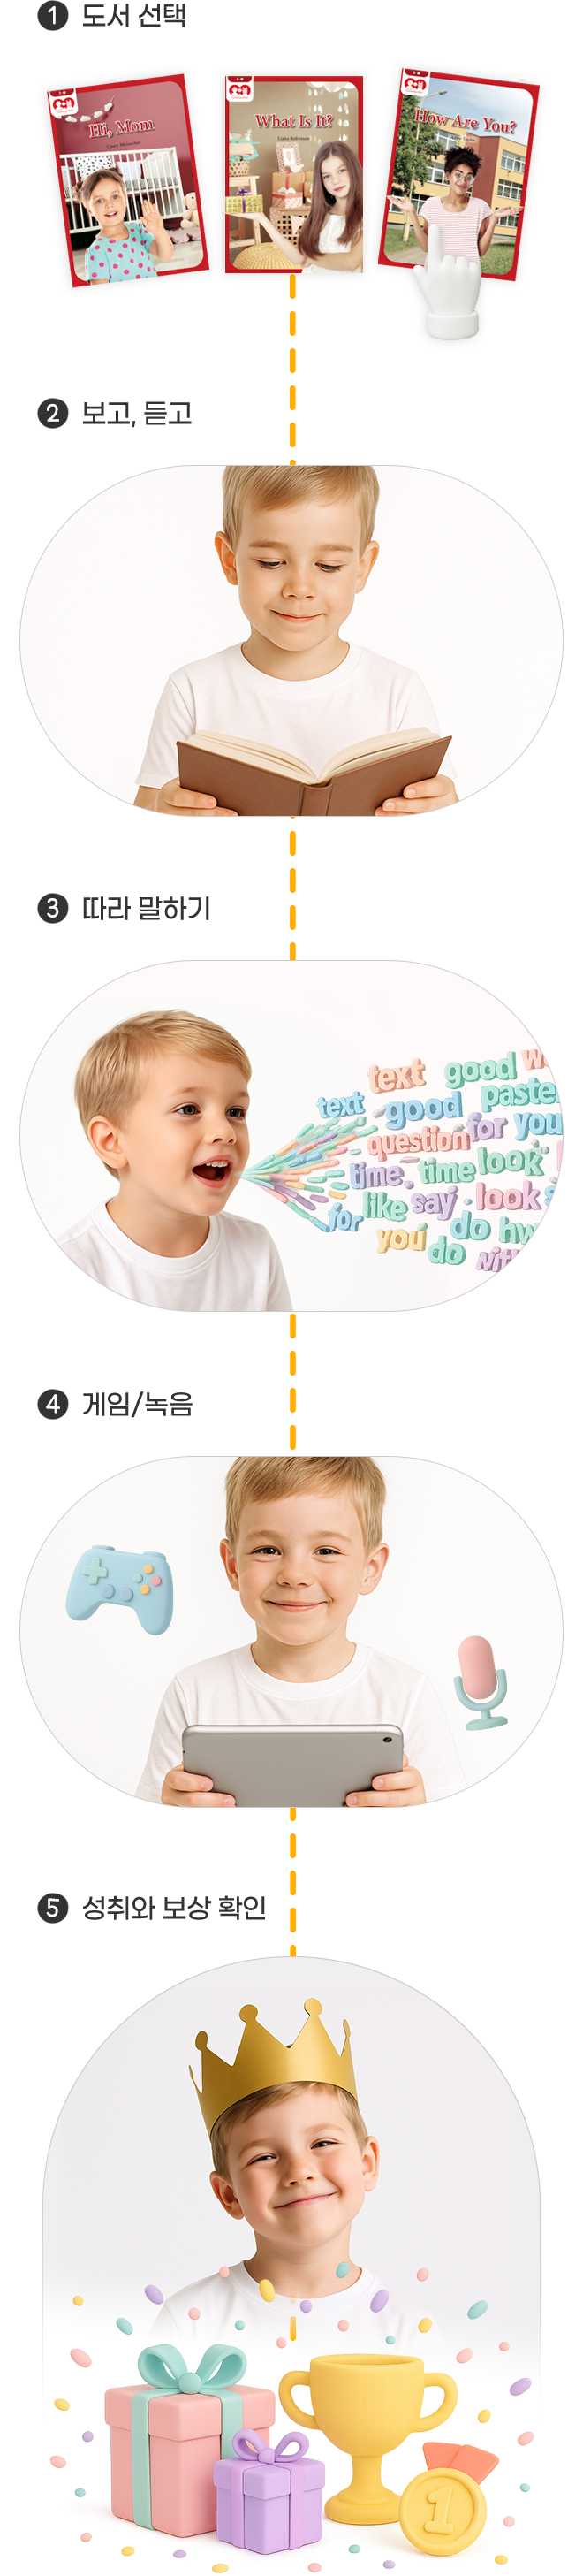 1 도서 선택
Hi, Mom
What Is It?
How Are You?
2 보고, 듣고
3 따라 말하기
text
good
text
good
paste
question
for
you
time
time
look
like
say
look
for
do
you
do
4 게임/녹음
5 성취와 보상 확인
1